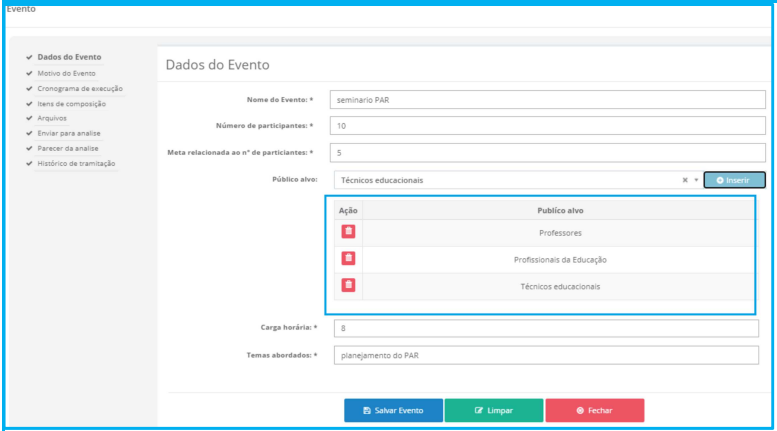 Evento
Dados do Evento
Motivo do Evento
Cronograma de execução
Itens de composição
Arquivos
Enviar para analise
Parecer da analise
Histórico de tramitação
Dados do Evento
Nome do Evento: * seminario PAR
Número de participantes: * 10
Meta relacionada ao n° de particiantes: * 5
Público alvo: Técnicos educacionais × Inserir
Ação Publíco alvo
Professores
Profissionais da Educação
Técnicos educacionais
Carga horária: * 8
Temas abordados: * planejamento do PAR
Salvar Evento Limpar Fechar